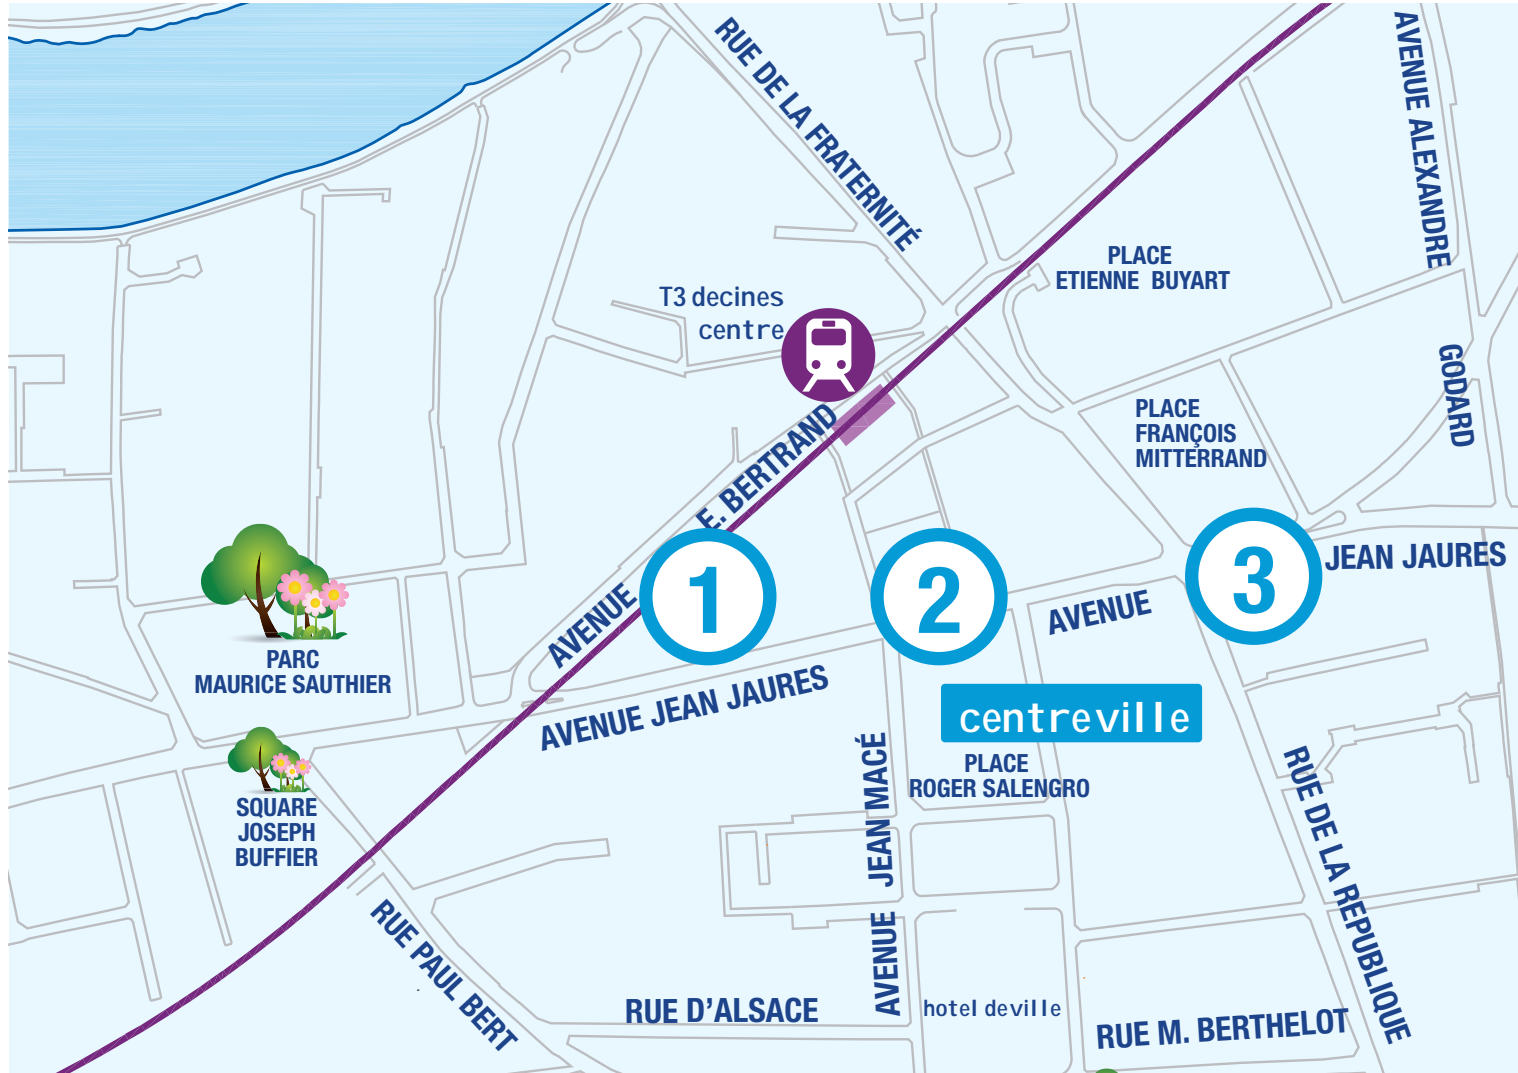 RUE DE LA FRATERNITÉ
AVENUE ALEXANDRE
GODARD
PLACE
ETIENNE BUYART
T3 decines
centre
PLACE
FRANÇOIS
MITTERRAND
AVENUE
E. BERTRAND
1
2
3
JEAN JAURES
AVENUE
PARC
MAURICE SAUTHIER
AVENUE JEAN JAURES
centreville
PLACE
ROGER SALENGRO
AVENUE JEAN MACÉ
RUE DE LA REPUBLIQUE
SQUARE
JOSEPH
BUFFIER
RUE PAUL BERT
RUE D'ALSACE
hotel de ville
RUE M. BERTHELOT